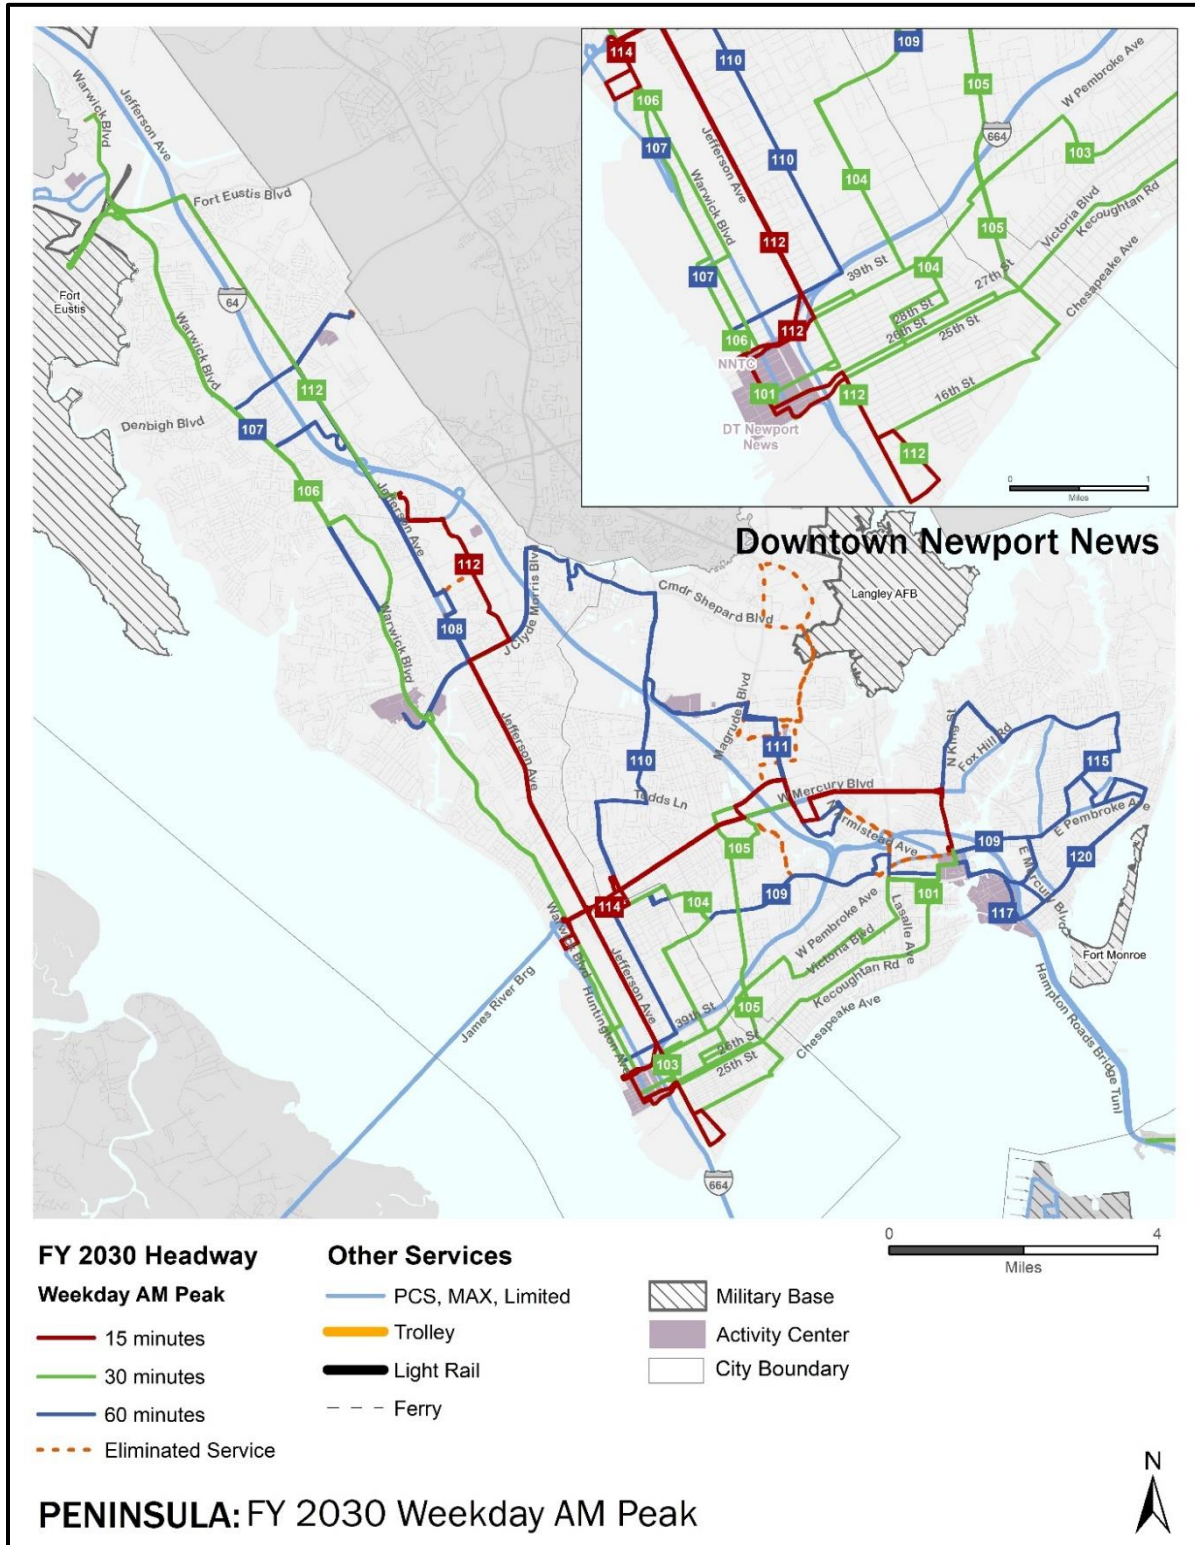 114
109
110
106
105
W Pembroke Ave
664
107
Jefferson Ave
110
103
104
Warwick Blvd
Victoria Blvd
Kecoughtan Rd
105
112
107
39th St
104
27th St
Chesapeake Ave
28th St
26th St
25th St
112
106
NNTC
101
112
16th St
DT Newport
News
112
0
1
Miles
Downtown Newport News
Warwick Blvd
Jefferson Ave
Fort Eustis Blvd
Fort
Eustis
64
Warwick Blvd
112
Denbigh Blvd
107
106
Jefferson Ave
112
J Clyde Morris Blvd
Cmdr Shepard Blvd
Langley AFB
108
Warwick Blvd
Jefferson Ave
Magruder Blvd
N King St
Fox Hill Rd
111
110
115
W Mercury Blvd
Todds Ln
N Armistead Ave
E Pembroke Ave
105
109
E Mercury Blvd
120
109
104
114
101
Lasalle Ave
117
W Pembroke Ave
Victoria Blvd
Warwick Blvd
Fort Monroe
Jefferson Ave
Kecoughtan Rd
James River Brg
Huntington Ave
39th St
105
Chesapeake Ave
Hampton Roads Bridge Tunl
26th St
103
25th St
664
FY 2030 Headway
Weekday AM Peak
15 minutes
30 minutes
60 minutes
Eliminated Service
Other Services
PCS, MAX, Limited
Trolley
Light Rail
Ferry
Military Base
Activity Center
City Boundary
0
4
Miles
N
PENINSULA: FY 2030 Weekday AM Peak